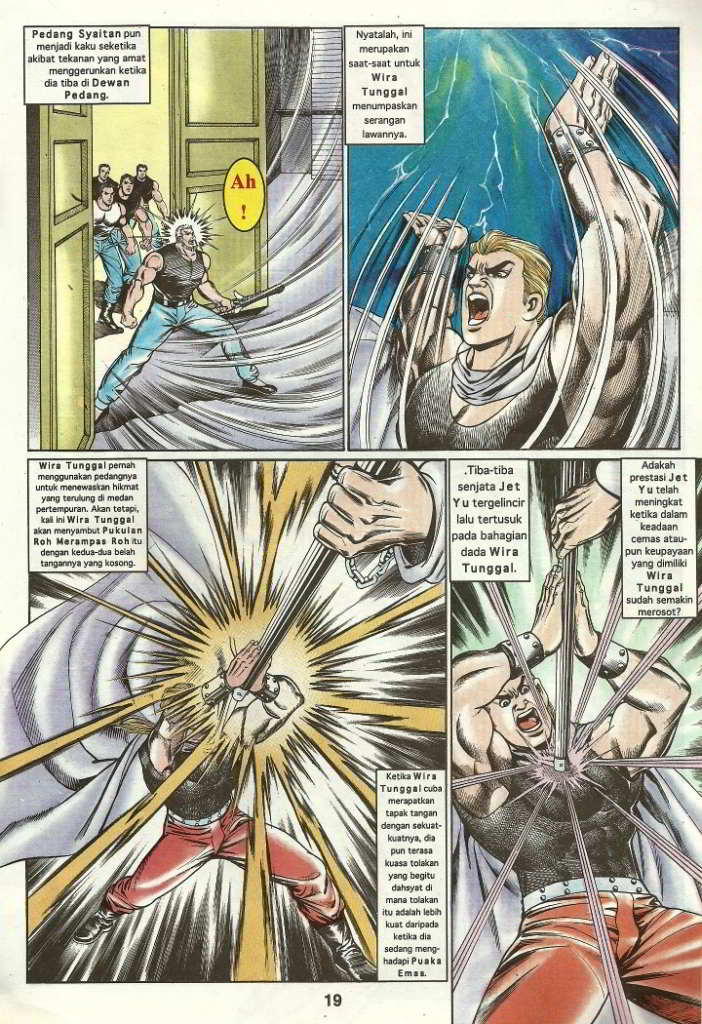 Pedang Syaitan pun
menjadi kaku seketika
akibat tekanan yang amat
menggerunkan ketika
dia tiba di Dewan
Pedang.
Ah
!
Nyatalah, ini
merupakan
saat-saat untuk
Wira
Tunggal
menumpaskan
serangan
lawannya.
Wira Tunggal pernah
menggunakan pedangnya
untuk menewaskan hikmat
yang terulung di medan
pertempuran. Akan tetapi,
kali ini Wira Tunggal
akan menyambut Pukulan
Roh Merampas Roh itu
dengan kedua-dua belah
tangannya yang kosong.
Ketika Wira
Tunggal cuba
merapatkan
tapak tangan
dengan sekuat-
kuatnya, dia
pun terasa
kuasa tolakan
yang begitu
dahsyat di
mana tolakan
itu adalah lebih
kuat daripada
ketika dia
sedang meng-
hadapi Puaka
Emas.
.Tiba-tiba
senjata Jet
Yu tergelincir
lalu tertusuk
pada bahagian
dada Wira
Tunggal.
Adakah
prestasi Jet
Yu telah
meningkat
ketika dalam
keadaan
cemas atau-
pun keupayaan
yang dimiliki
Wira
Tunggal
sudah semakin
merosot?
19